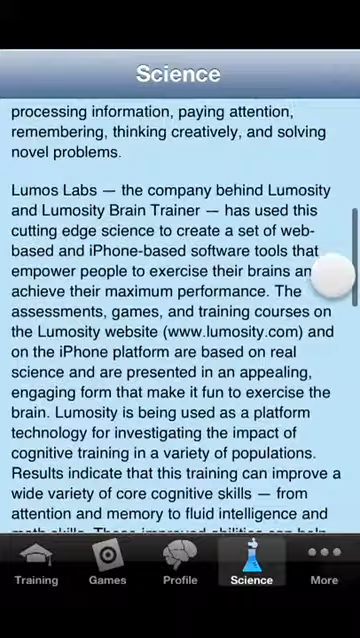 Science
processing information, paying attention,
remembering, thinking creatively, and solving
novel problems.
Lumos Labs — the company behind Lumosity
and Lumosity Brain Trainer — has used this
cutting edge science to create a set of web-
based and iPhone-based software tools that
empower people to exercise their brains an
achieve their maximum performance. The
assessments, games, and training courses on
the Lumosity website (www.lumosity.com) and
on the iPhone platform are based on real
science and are presented in an appealing,
engaging form that make it fun to exercise the
brain. Lumosity is being used as a platform
technology for investigating the impact of
cognitive training in a variety of populations.
Results indicate that this training can improve a
wide variety of core cognitive skills — from
attention and memory to fluid intelligence and
math skills. These improved abilities can help
Training Games Profile Science More